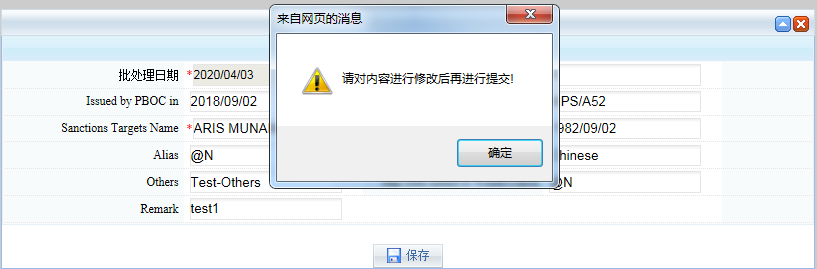 来自网页的消息
请对内容进行修改后再进行提交!
确定
批处理日期 *2020/04/03
Issued by PBOC in 2018/09/02 PS/A52
Sanctions Targets Name *ARIS 982/09/02
Alias @N hinese
Others Test-Others @N
Remark test1
保存